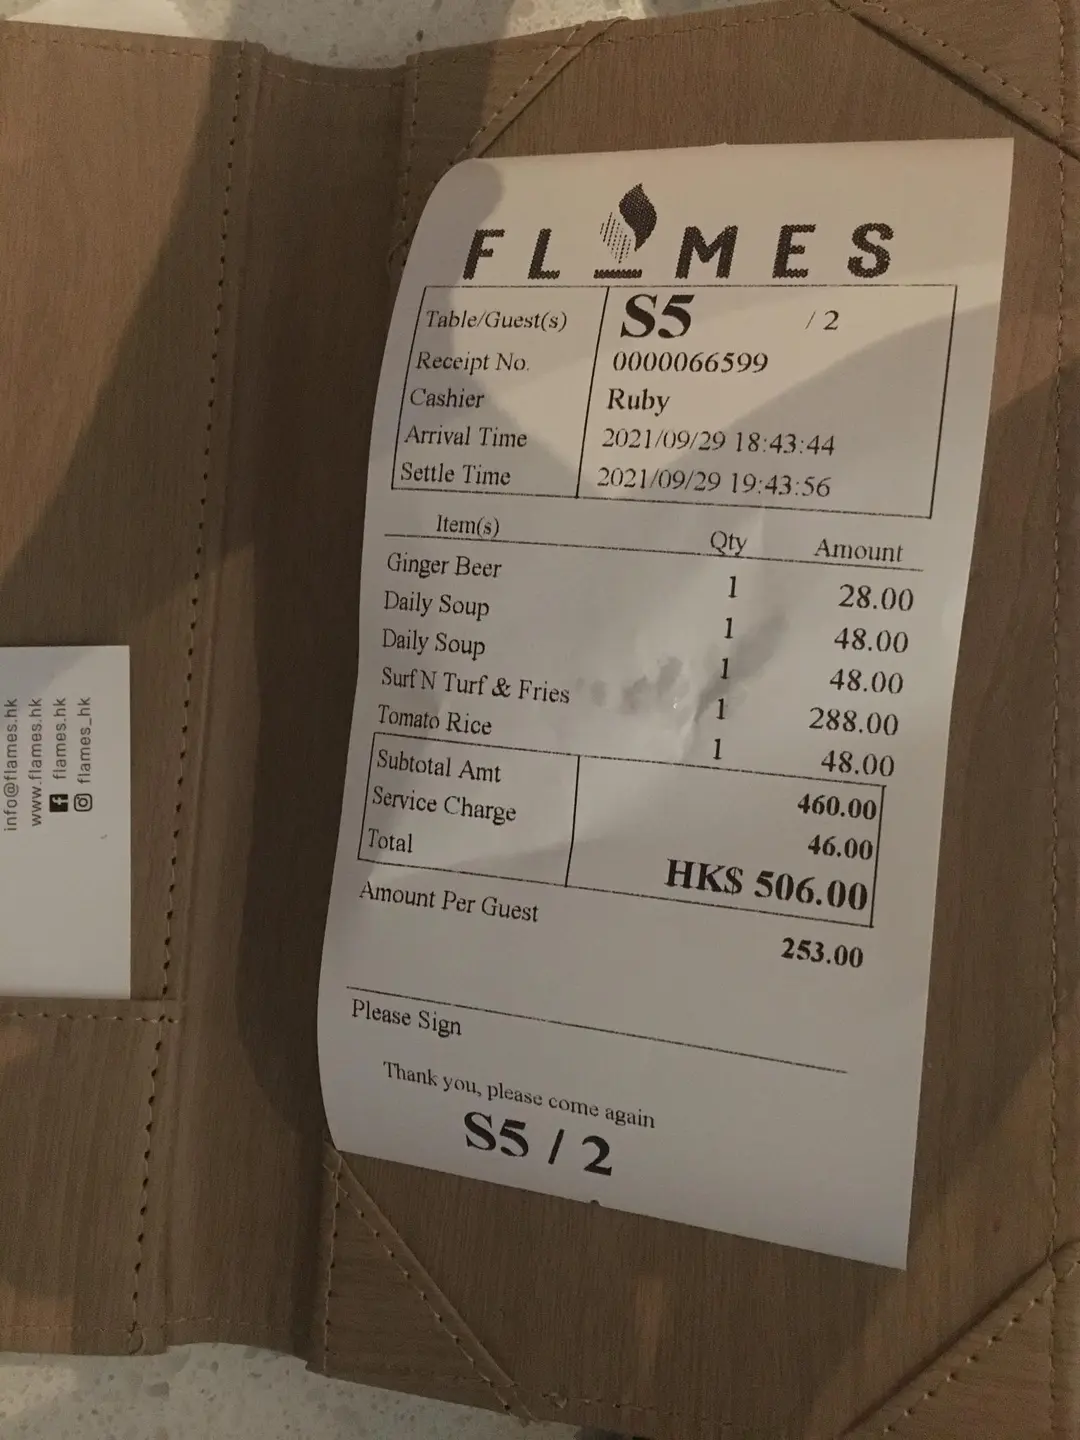 info@flames.hk
www.flames.hk
flames.hk
flames_hk
FLAMES
Table/Guest(s) S5 / 2
Receipt No. 0000066599
Cashier Ruby
Arrival Time 2021/09/29 18:43:44
Settle Time 2021/09/29 19:43:56
Item(s) Qty Amount
Ginger Beer 1 28.00
Daily Soup 1 48.00
Daily Soup 1 48.00
Surf N Turf & Fries 1 288.00
Tomato Rice 1 48.00
Subtotal Amt 460.00
Service Charge 46.00
Total HK$ 506.00
Amount Per Guest 253.00
Please Sign
Thank you, please come again
S5 / 2